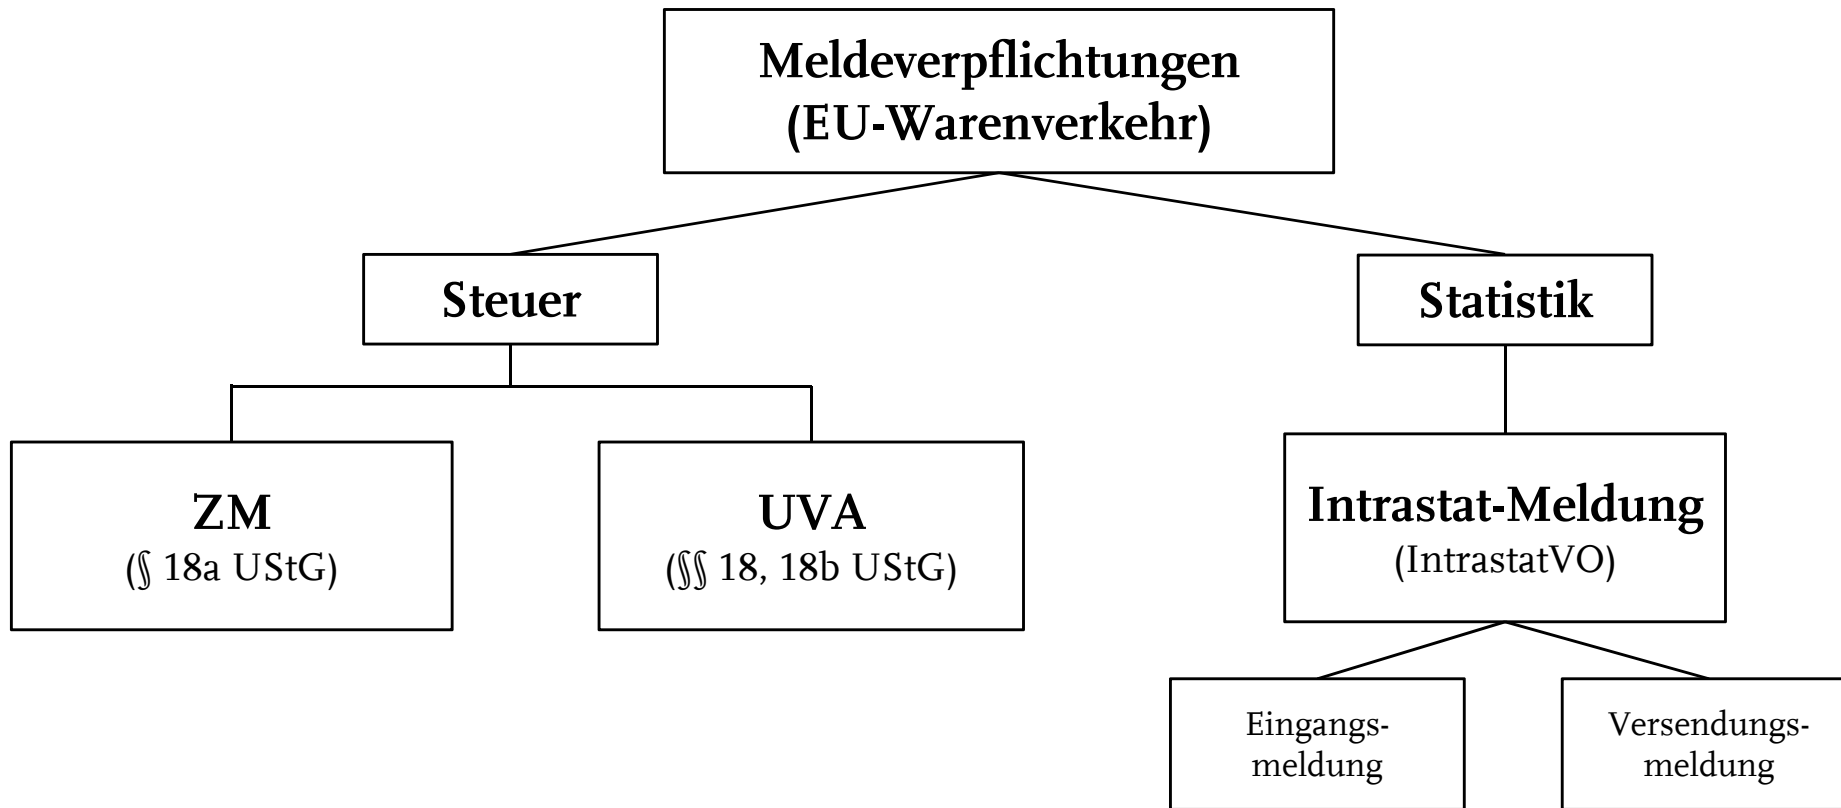 Meldeverpflichtungen
(EU-Warenverkehr)
Steuer
Statistik
ZM
(§ 18a UStG)
UVA
(§§ 18, 18b UStG)
Intrastat-Meldung
(IntrastatVO)
Eingangs-
meldung
Versendungs-
meldung